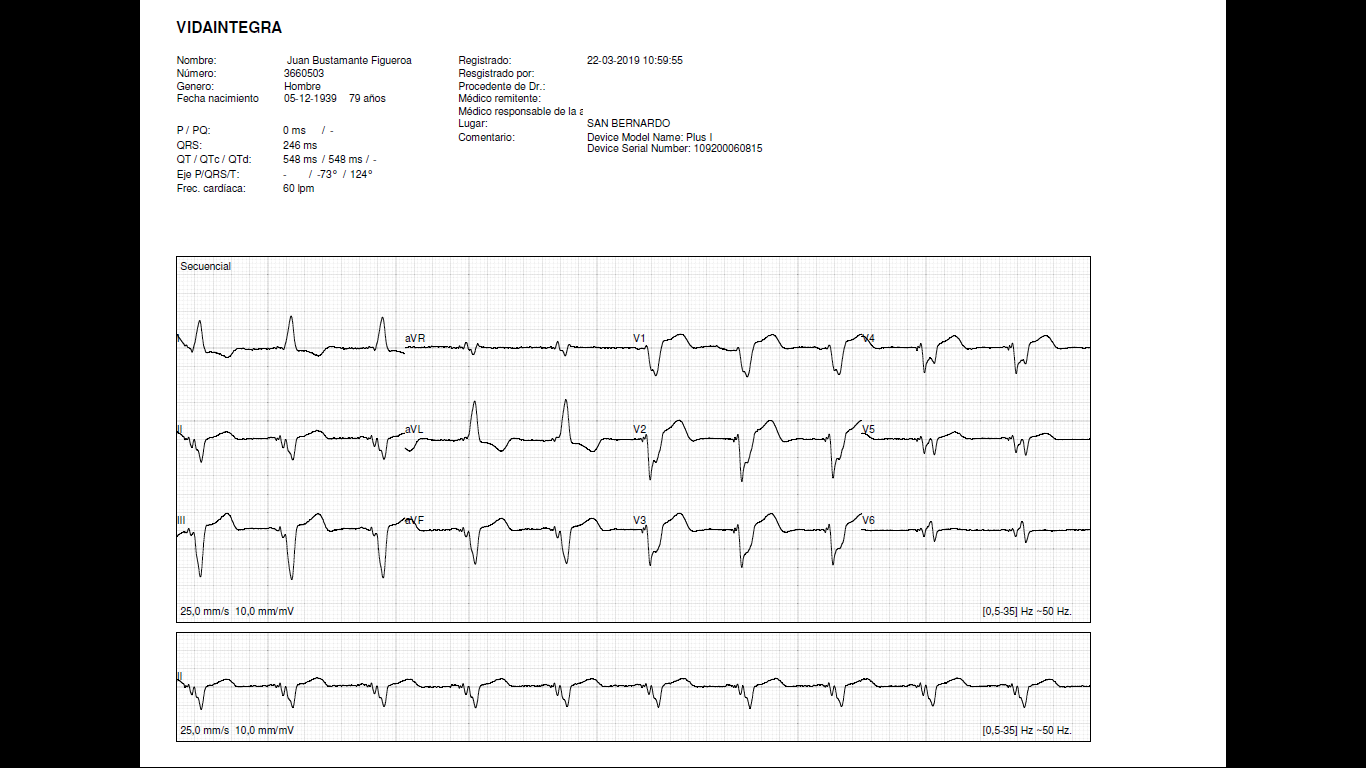 VIDAINTEGRA
Nombre: Juan Bustamante Figueroa
Número: 3660503
Genero: Hombre
Fecha nacimiento 05-12-1939 79 años
P / PQ: 0 ms / -
QRS: 246 ms
QT / QTc / QTd: 548 ms / 548 ms / -
Eje P/QRS/T: - / -73° / 124°
Frec. cardíaca: 60 lpm
Registrado: 22-03-2019 10:59:55
Resgistrado por:
Procedente de Dr.:
Médico remitente:
Médico responsable de la a
Lugar: SAN BERNARDO
Comentario: Device Model Name: Plus I
Device Serial Number: 109200060815
Secuencial
I aVR V1 V4
II aVL V2 V5
III aVF V3 V6
25,0 mm/s 10,0 mm/mV [0,5-35] Hz ~50 Hz.
II
25,0 mm/s 10,0 mm/mV [0,5-35] Hz ~50 Hz.